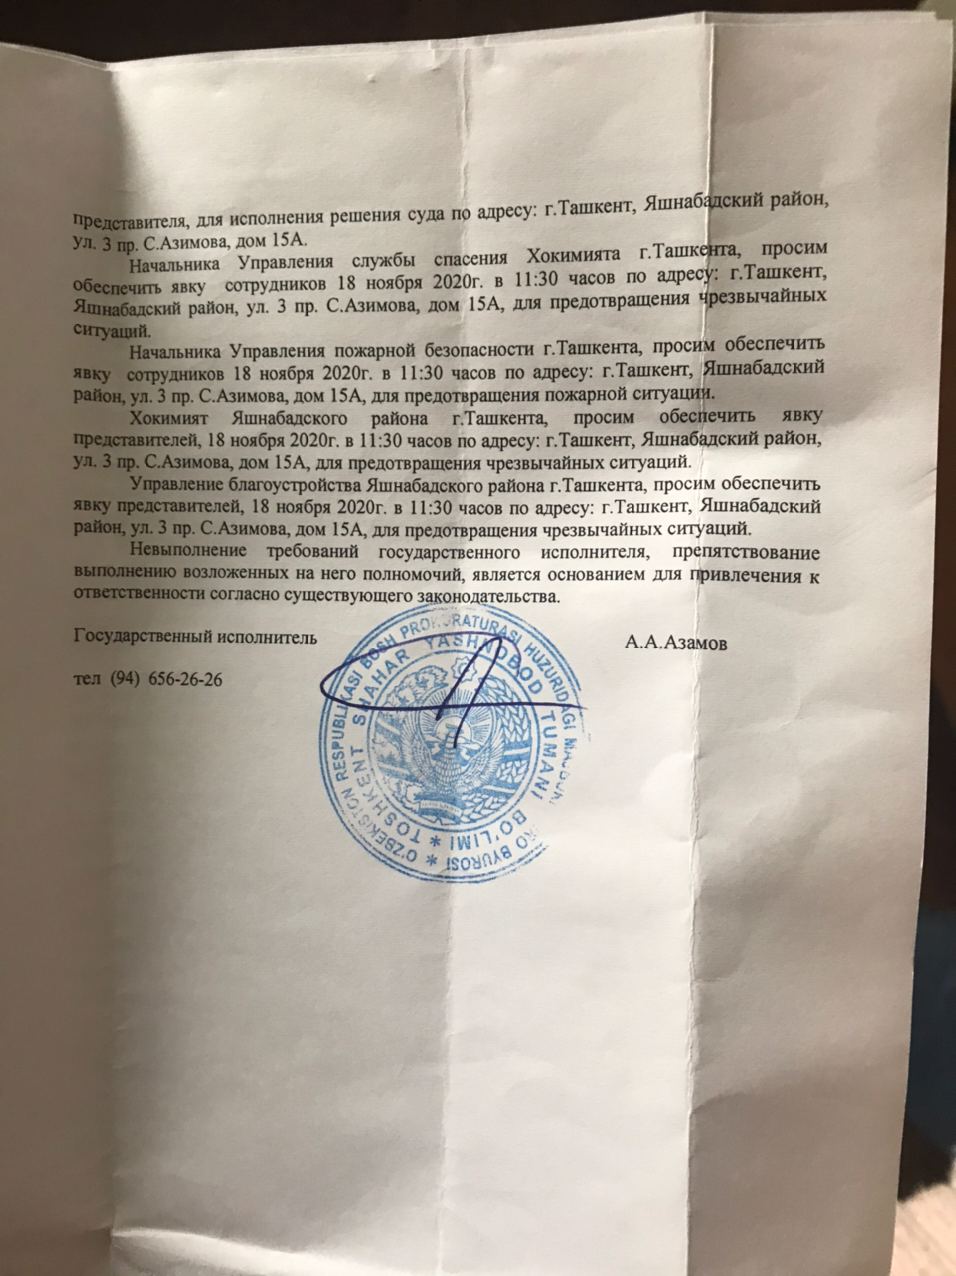 представителя, для исполнения решения суда по адресу: г.Ташкент, Яшнабадский район,
ул. 3 пр. С.Азимова, дом 15А.
Начальника Управления службы спасения Хокимията г.Ташкента, просим
обеспечить явку сотрудников 18 ноября 2020г. в 11:30 часов по адресу: г.Ташкент,
Яшнабадский район, ул. 3 пр. С.Азимова, дом 15А, для предотвращения чрезвычайных
ситуаций.
Начальника Управления пожарной безопасности г.Ташкента, просим обеспечить
явку сотрудников 18 ноября 2020г. в 11:30 часов по адресу: г.Ташкент, Яшнабадский
район, ул. 3 пр. С.Азимова, дом 15А, для предотвращения пожарной ситуации.
Хокимият Яшнабадского района г.Ташкента, просим обеспечить явку
представителей, 18 ноября 2020г. в 11:30 часов по адресу: г.Ташкент, Яшнабадский район,
ул. 3 пр. С.Азимова, дом 15А, для предотвращения чрезвычайных ситуаций.
Управление благоустройства Яшнабадского района г.Ташкента, просим обеспечить
явку представителей, 18 ноября 2020г. в 11:30 часов по адресу: г.Ташкент, Яшнабадский
район, ул. 3 пр. С.Азимова, дом 15А, для предотвращения чрезвычайных ситуаций.
Невыполнение требований государственного исполнителя, препятствование
выполнению возложенных на него полномочий, является основанием для привлечения к
ответственности согласно существующего законодательства.
Государственный исполнитель А.А.Азамов
тел (94) 656-26-26
O'ZBEKISTON RESPUBLIKASI BOSH PROKURATURASI HUZURIDAGI BYUROSI *
TOSHKENT SHAHAR YASHNOBOD TUMANI BO'LIMI *